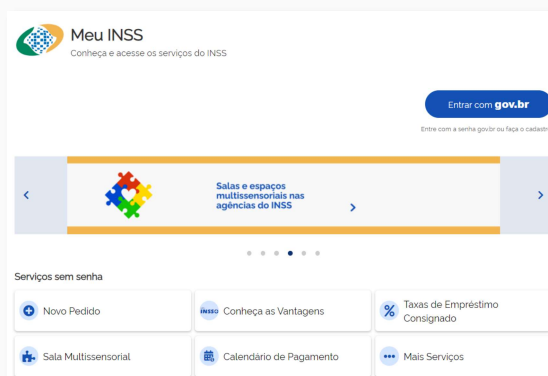 Meu INSS
Conheça e acesse os serviços do INSS
Entrar com gov.br
Entre com a senha gov.br ou faça o cadastr
Salas e espaços
multissensoriais nas
agências do INSS
Serviços sem senha
Novo Pedido
INSSO Conheça as Vantagens
Taxas de Empréstimo
Consignado
Sala Multissensorial
Calendário de Pagamento
Mais Serviços